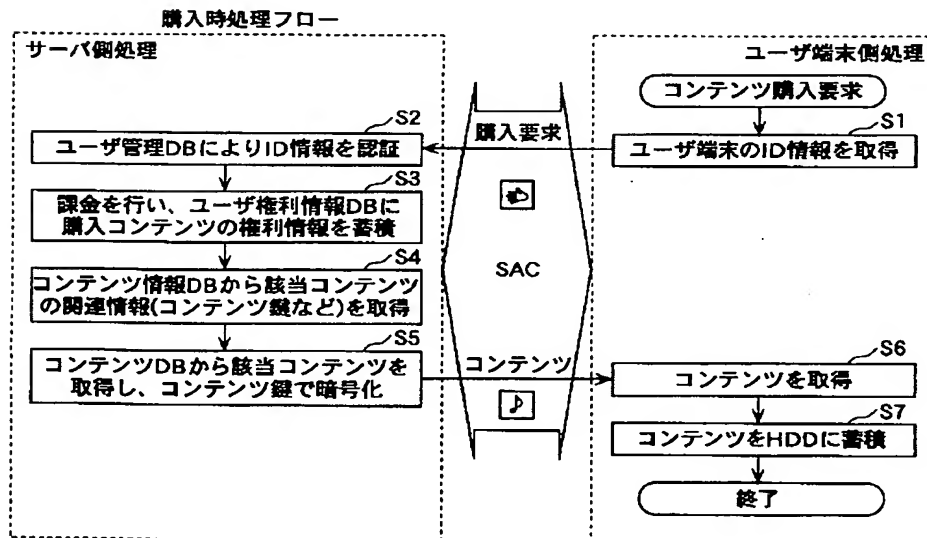 購入時処理フロー
サーバ側処理
ユーザ端末側処理
コンテンツ購入要求
S1
ユーザ端末のID情報を取得
購入要求
S2
ユーザ管理DBによりID情報を認証
S3
課金を行い、ユーザ権利情報DBに
購入コンテンツの権利情報を蓄積
SAC
S4
コンテンツ情報DBから該当コンテンツ
の関連情報(コンテンツ鍵など)を取得
S5
コンテンツDBから該当コンテンツを
取得し、コンテンツ鍵で暗号化
コンテンツ
S6
コンテンツを取得
S7
コンテンツをHDDに蓄積
終了